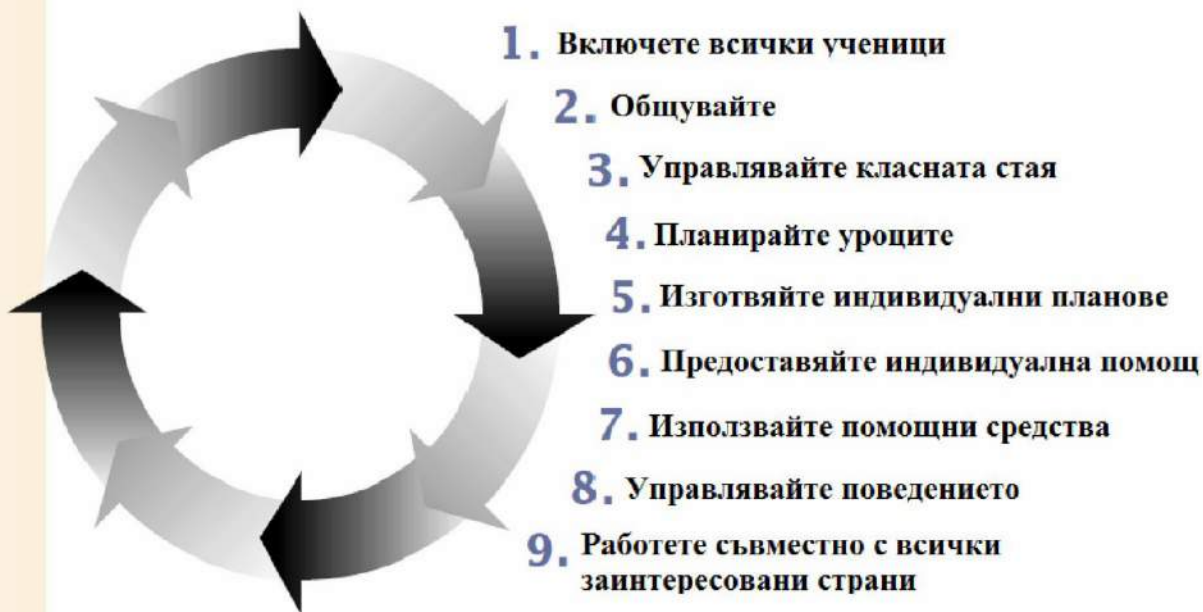 1. Включете всички ученици
2. Общувайте
3. Управлявайте класната стая
4. Планирайте уроците
5. Изготвяйте индивидуални планове
6. Предоставяйте индивидуална помощ
7. Използвайте помощни средства
8. Управлявайте поведението
9. Работете съвместно с всички
заинтересовани страни